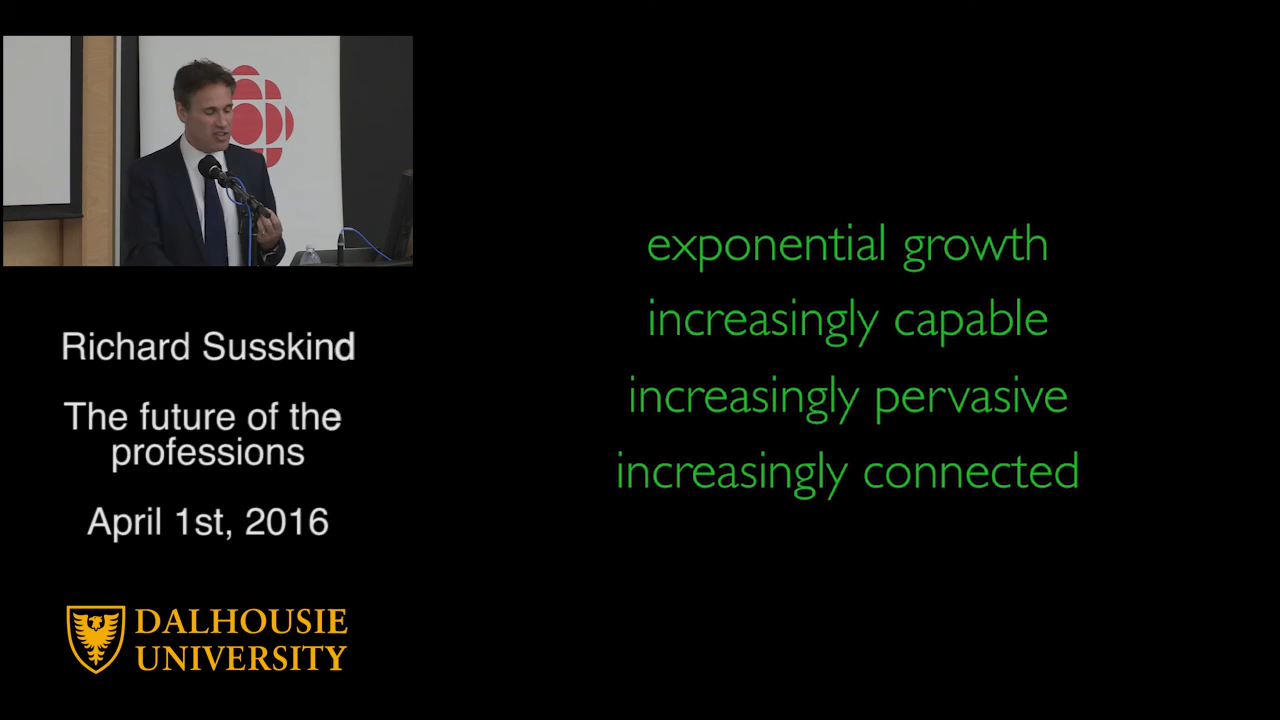 Richard Susskind
The future of the
professions
April 1st, 2016
DALHOUSIE
UNIVERSITY
exponential growth
increasingly capable
increasingly pervasive
increasingly connected